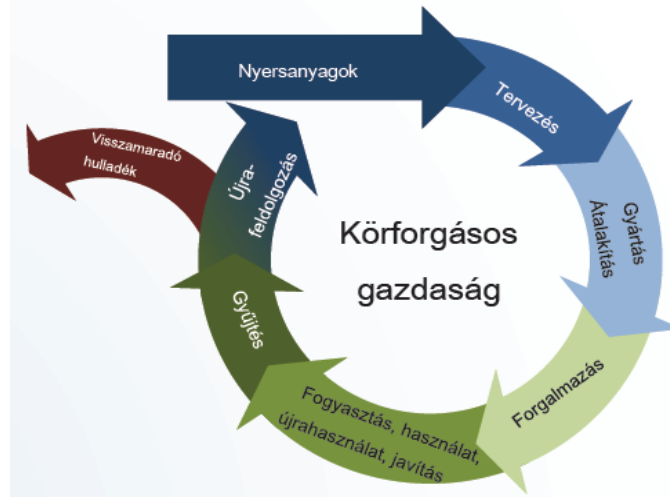 Nyersanyagok
Tervezés
Gyártás
Átalakítás
Forgalmazás
Fogyasztás, használat,
újrahasználat, javítás
Gyűjtés
Újra-
feldolgozás
Visszamaradó
hulladék
Körforgásos
gazdaság